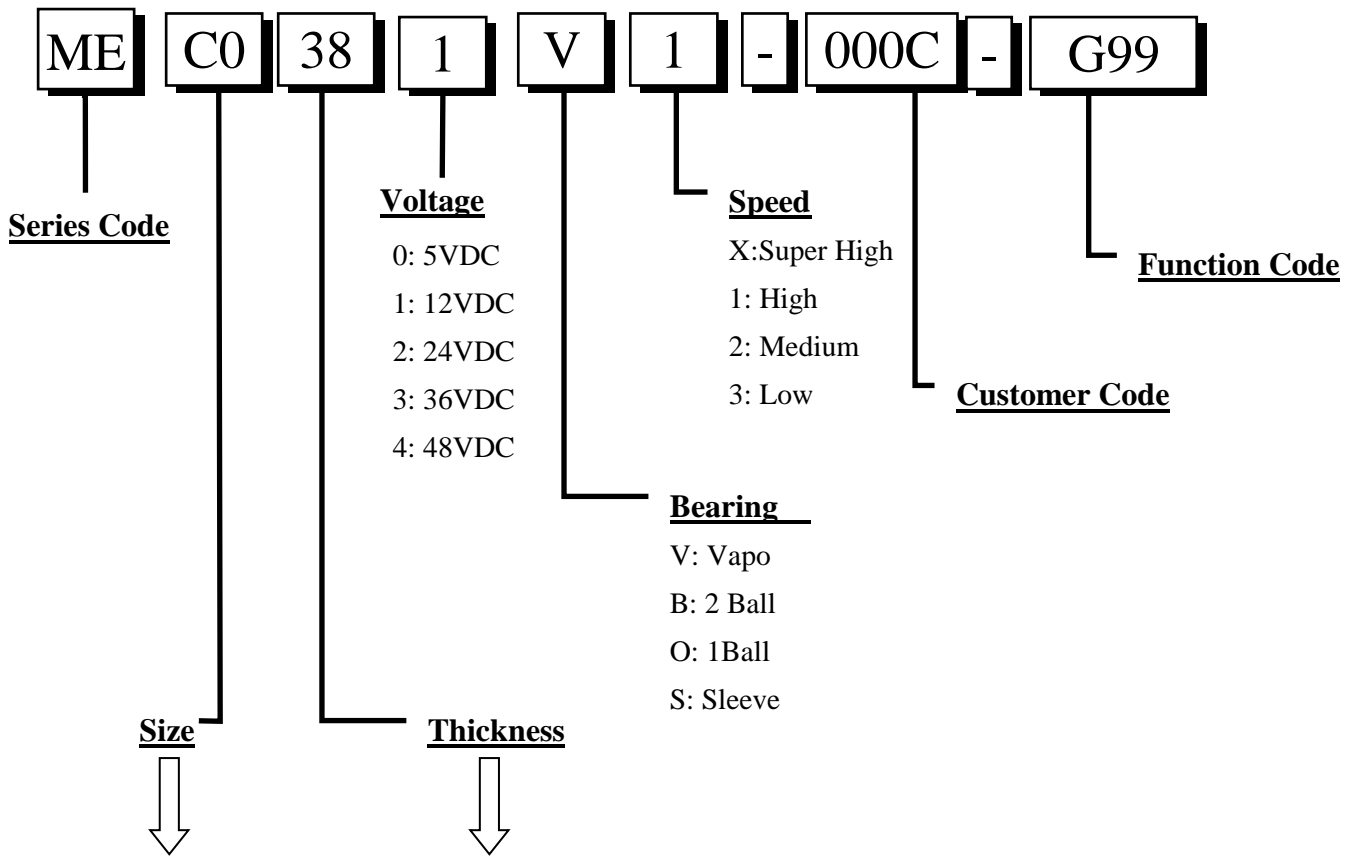 ME C0 38 1 V 1 - 000C - G99
Series Code
Voltage
0: 5VDC
1: 12VDC
2: 24VDC
3: 36VDC
4: 48VDC
Speed
X:Super High
1: High
2: Medium
3: Low
Function Code
Customer Code
Bearing
V: Vapo
B: 2 Ball
O: 1Ball
S: Sleeve
Size
Thickness